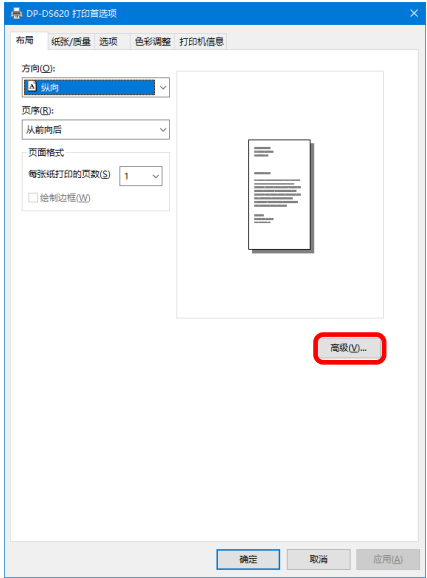 DP-DS620 打印首选项
布局 纸张/质量 选项 色彩调整 打印机信息
方向(O):
A 纵向
页序(R):
从前向后
页面格式
每张纸打印的页数(S) 1
绘制边框(W)
高级(V)...
确定 取消 应用(A)